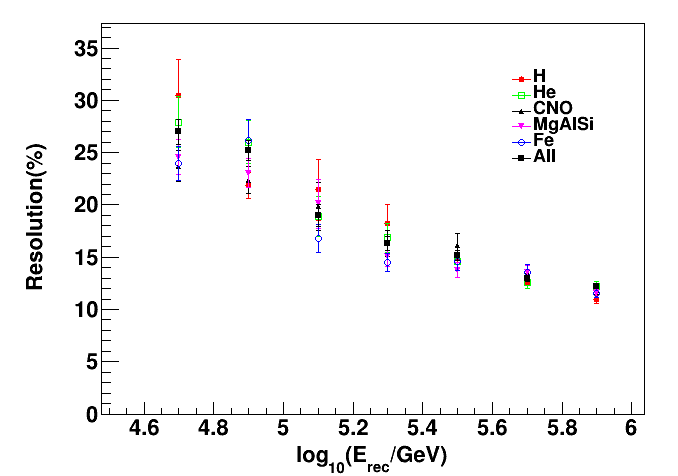 35
30
25
20
15
10
5
0
Resolution(%)
H
He
CNO
MgAlSi
Fe
All
4.6 4.8 5 5.2 5.4 5.6 5.8 6
log10(Erec/GeV)